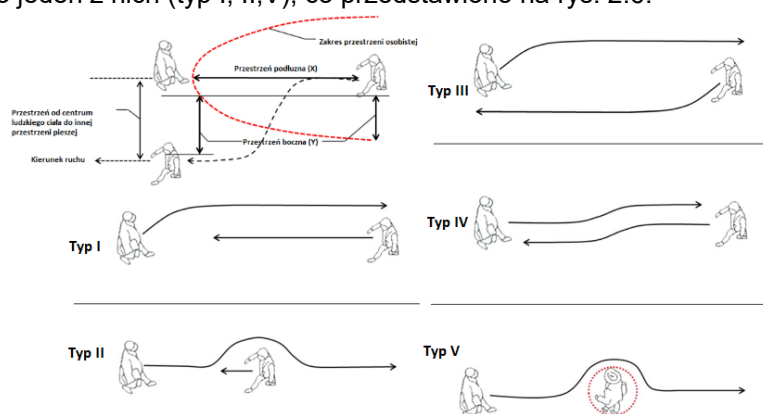 jeden z nich (typ I, II,V), co przedstawiono na rys. 2.
Zakres przestrzeni osobistej
Przestrzeń podłużna (X)
Przestrzeń od centrum
ludzkiego ciała do innej
przestrzeni pieszej
Przestrzeń boczna (Y)
Kierunek ruchu
Typ III
Typ I
Typ IV
Typ II
Typ V